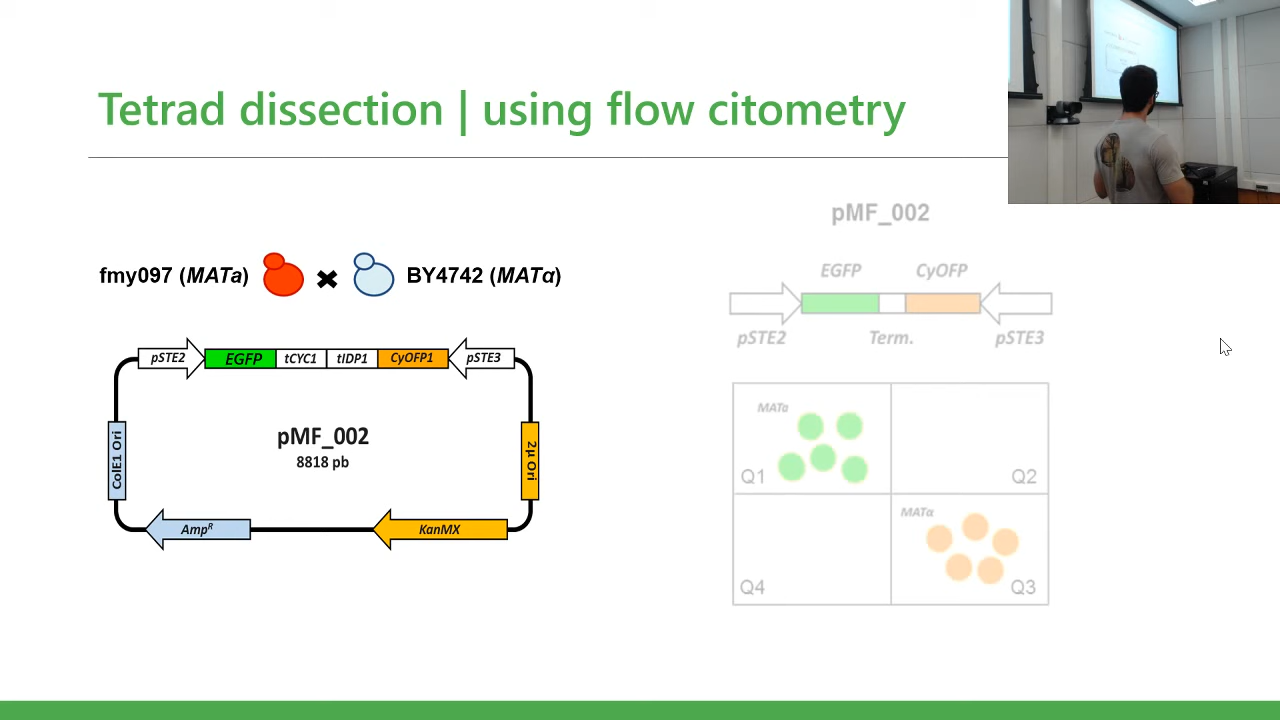 Tetrad dissection | using flow citometry
fmy097 (MATa)
BY4742 (MATα)
pSTE2
EGFP
tCYC1
tIDP1
CyOFP1
pSTE3
ColE1 Ori
pMF_002
8818 pb
2µ Ori
Amp^R
KanMX
pMF_002
EGFP
CyOFP
pSTE2
Term.
pSTE3
MATa
Q1
Q2
MATα
Q4
Q3